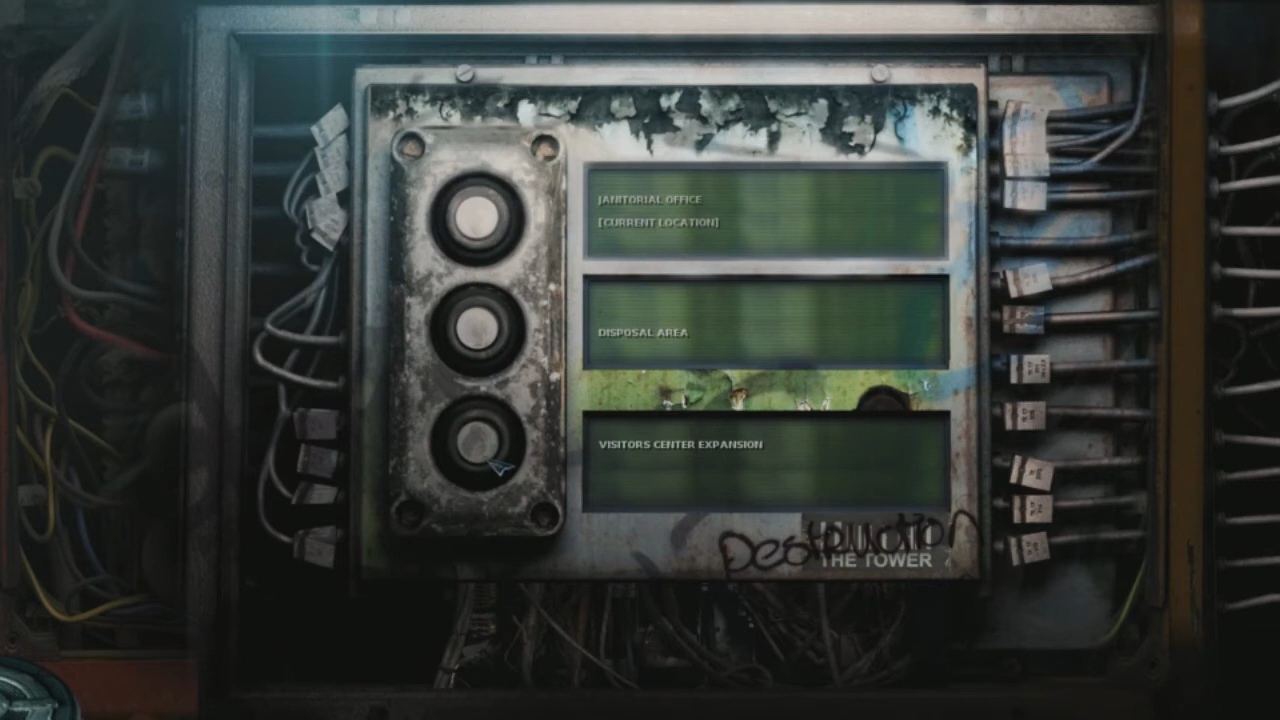 JANITORIAL OFFICE
[CURRENT LOCATION]
DISPOSAL AREA
VISITORS CENTER EXPANSION
Destruction
THE TOWER